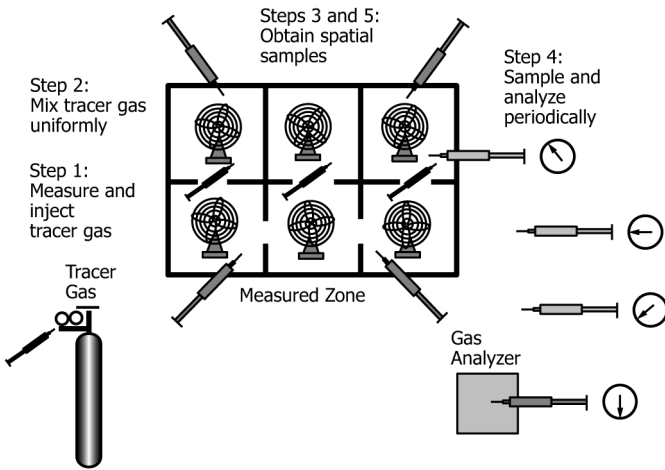 Steps 3 and 5:
Obtain spatial
samples
Step 4:
Sample and
analyze
periodically
Step 2:
Mix tracer gas
uniformly
Step 1:
Measure and
inject
tracer gas
Tracer
Gas
Measured Zone
Gas
Analyzer